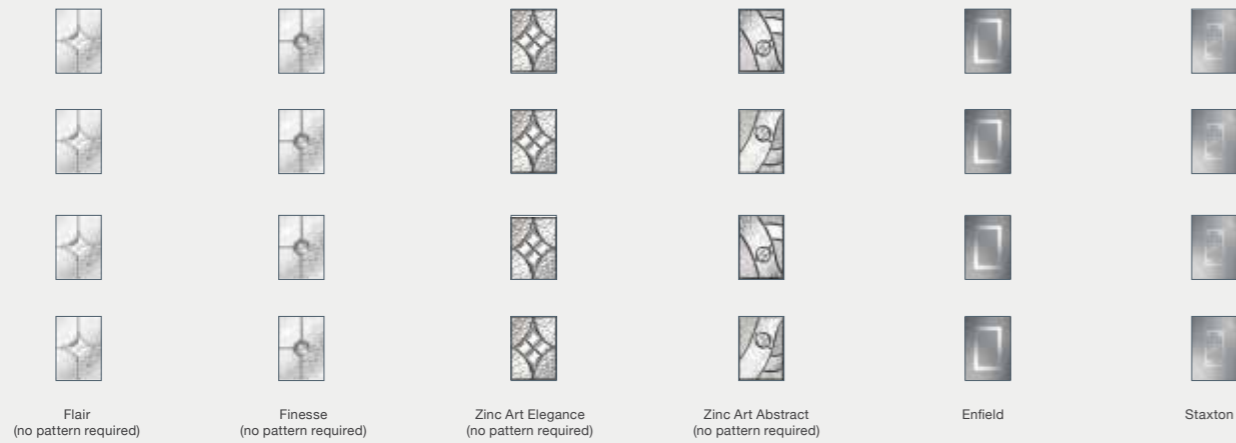 Flair
(no pattern required)
Finesse
(no pattern required)
Zinc Art Elegance
(no pattern required)
Zinc Art Abstract
(no pattern required)
Enfield
Staxton